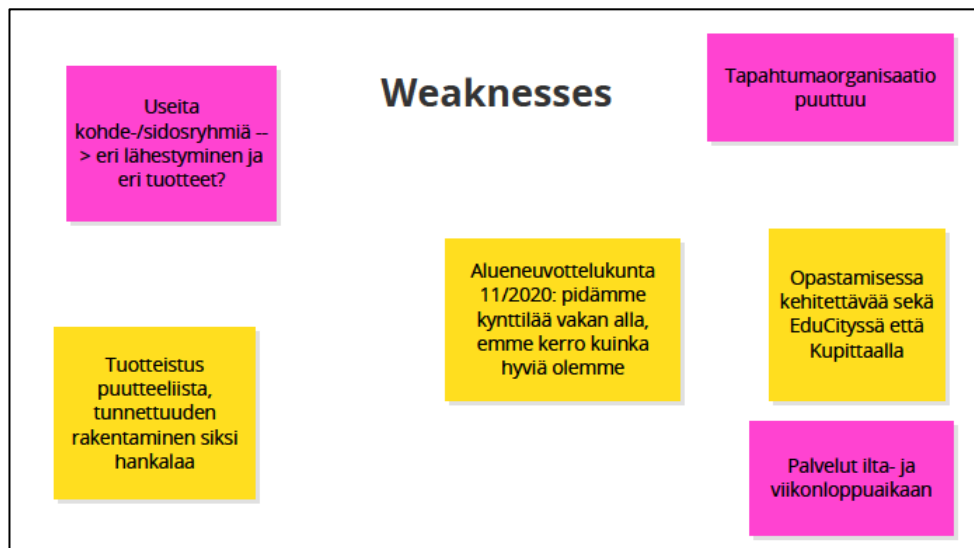 Weaknesses
Useita
kohde-/sidosryhmiä --
> eri lähestyminen ja
eri tuotteet?
Tapahtumaorganisaatio
puuttuu
Alueneuvottelukunta
11/2020: pidämme
kynttilää vakan alla,
emme kerro kuinka
hyviä olemme
Opastamisessa
kehitettävää sekä
EduCityssä että
Kupittaalla
Tuotteistus
puutteeliista,
tunnettuuden
rakentaminen siksi
hankalaa
Palvelut ilta- ja
viikonloppuaikaan